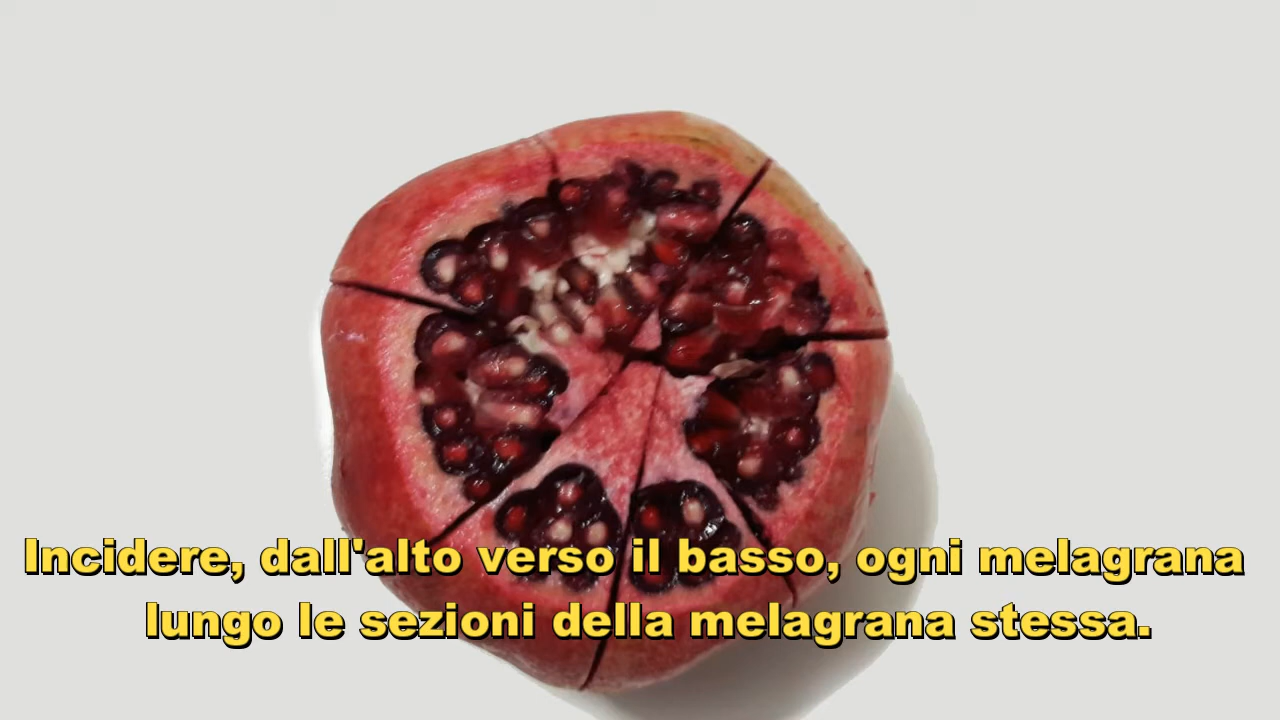 Incidere, dall'alto verso il basso, ogni melagrana
lungo le sezioni della melagrana stessa.